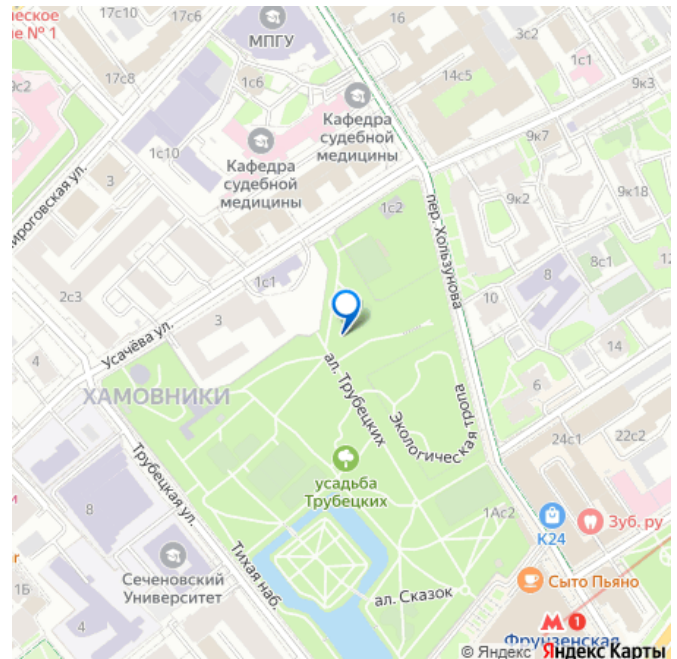 17с10
17с6
16
ческое
е № 1
МПГУ
3с2
1с1
9с2
17с8
1с6
14с5
9к3
Кафедра
судебной
медицины
1с10
9к7
Кафедра
судебной
медицины
3
ироговская ул.
1с2
9к2
9к18
пер. Хользунова
8
8с1
12
1с1
2с3
10
3
Усачёва ул.
14
4
ал. Трубецких
6
ХАМОВНИКИ
Экологическая тропа
24с1
22с2
Трубецкая ул.
усадьба
Трубецких
и
8
1Ас2
К24
Зуб. ру
Тихая наб.
Сеченовский
Университет
Сыто Пьяно
1Б
ал. Сказок
4
1
Фрунзенская
© Яндекс Яндекс Карты